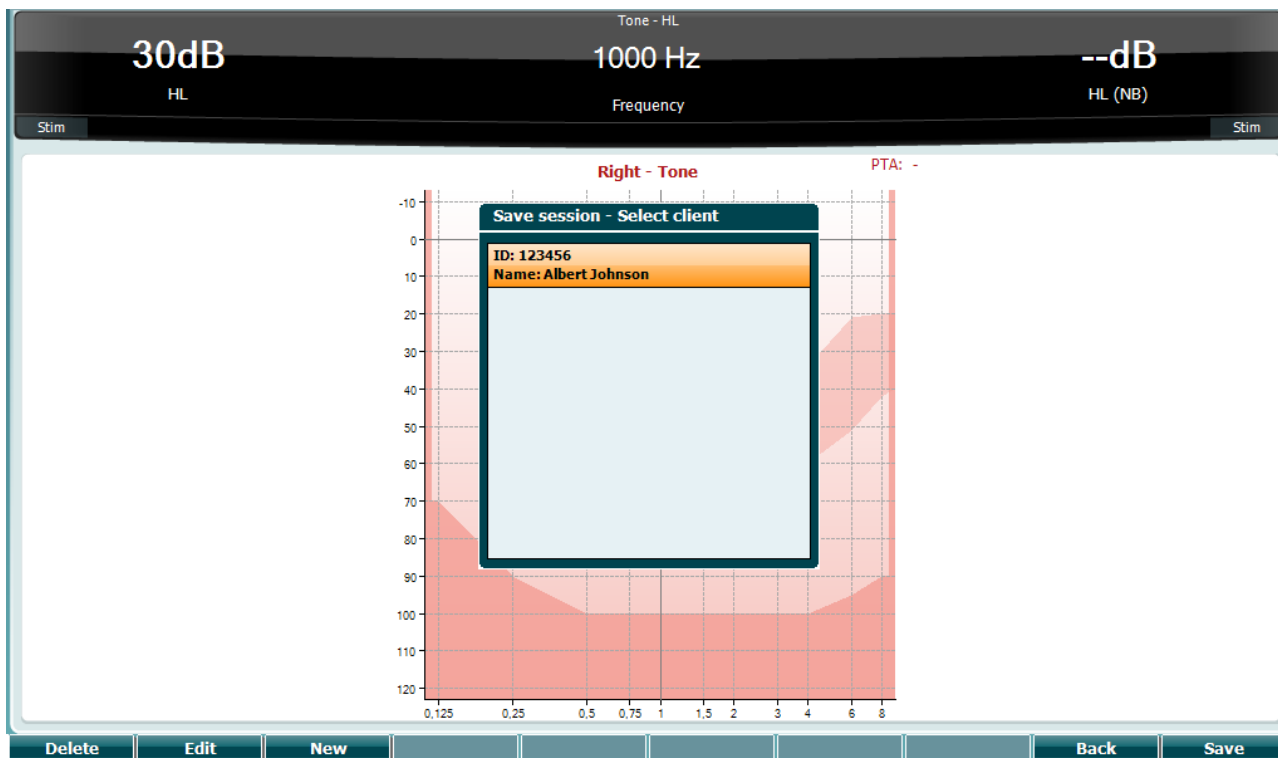 Tone - HL
30dB
1000 Hz
--dB
HL
Frequency
HL (NB)
Stim
Stim
Right - Tone
PTA: -
Save session - Select client
ID: 123456
Name: Albert Johnson
-10
0
10
20
30
40
50
60
70
80
90
100
110
120
0,125 0,25 0,5 0,75 1 1,5 2 3 4 6 8
Delete Edit New Back Save